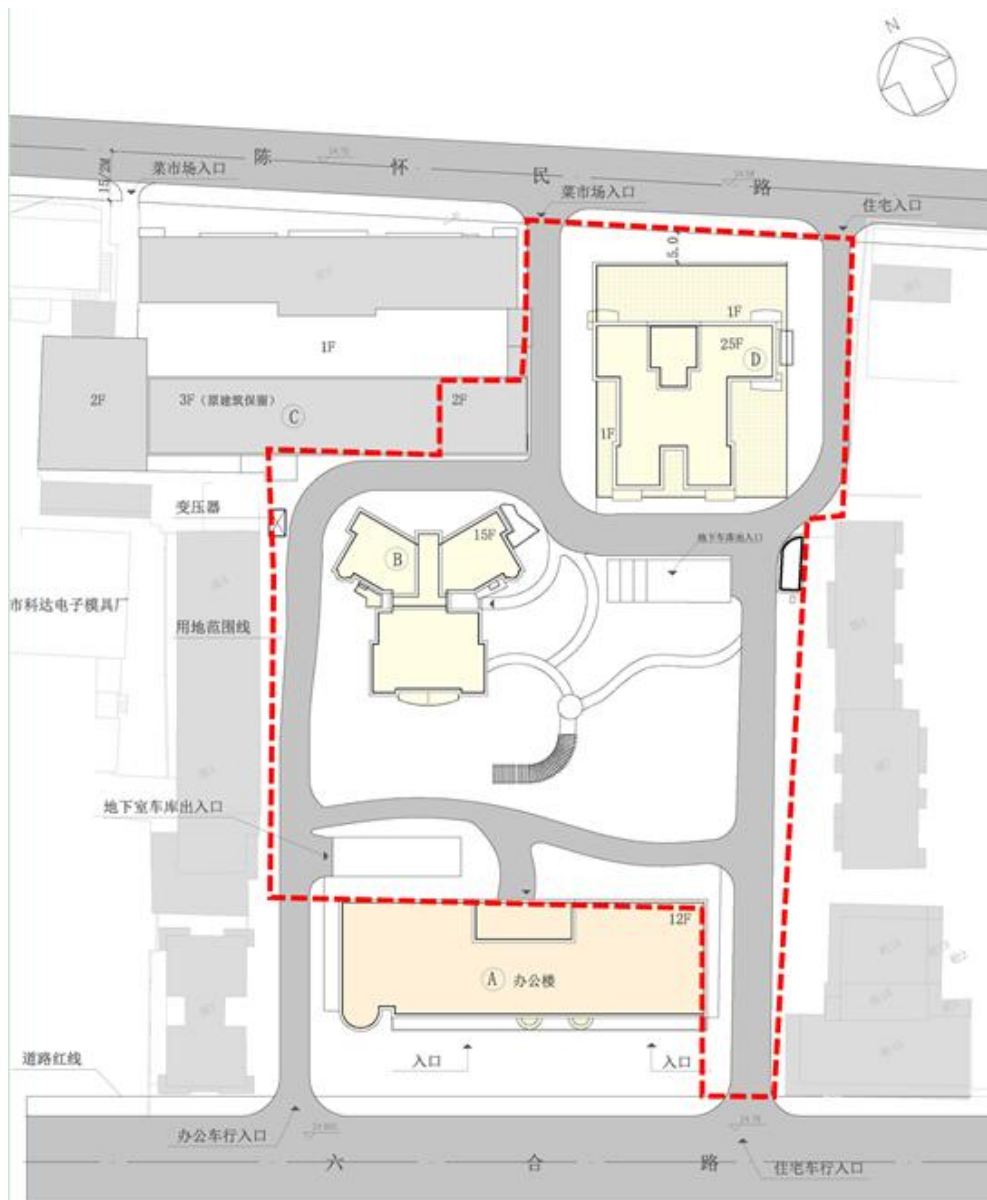 N
陈怀民路
菜市场入口
15/2M
菜市场入口
住宅入口
5.0
1F
1F
25F
D
2F
3F（原建筑保留）
C
2F
1F
变压器
B
15F
地下车库出入口
市科达电子模具厂
用地范围线
地下室车库出入口
12F
A 办公楼
道路红线
入口
入口
办公车行入口
六合路
住宅车行入口